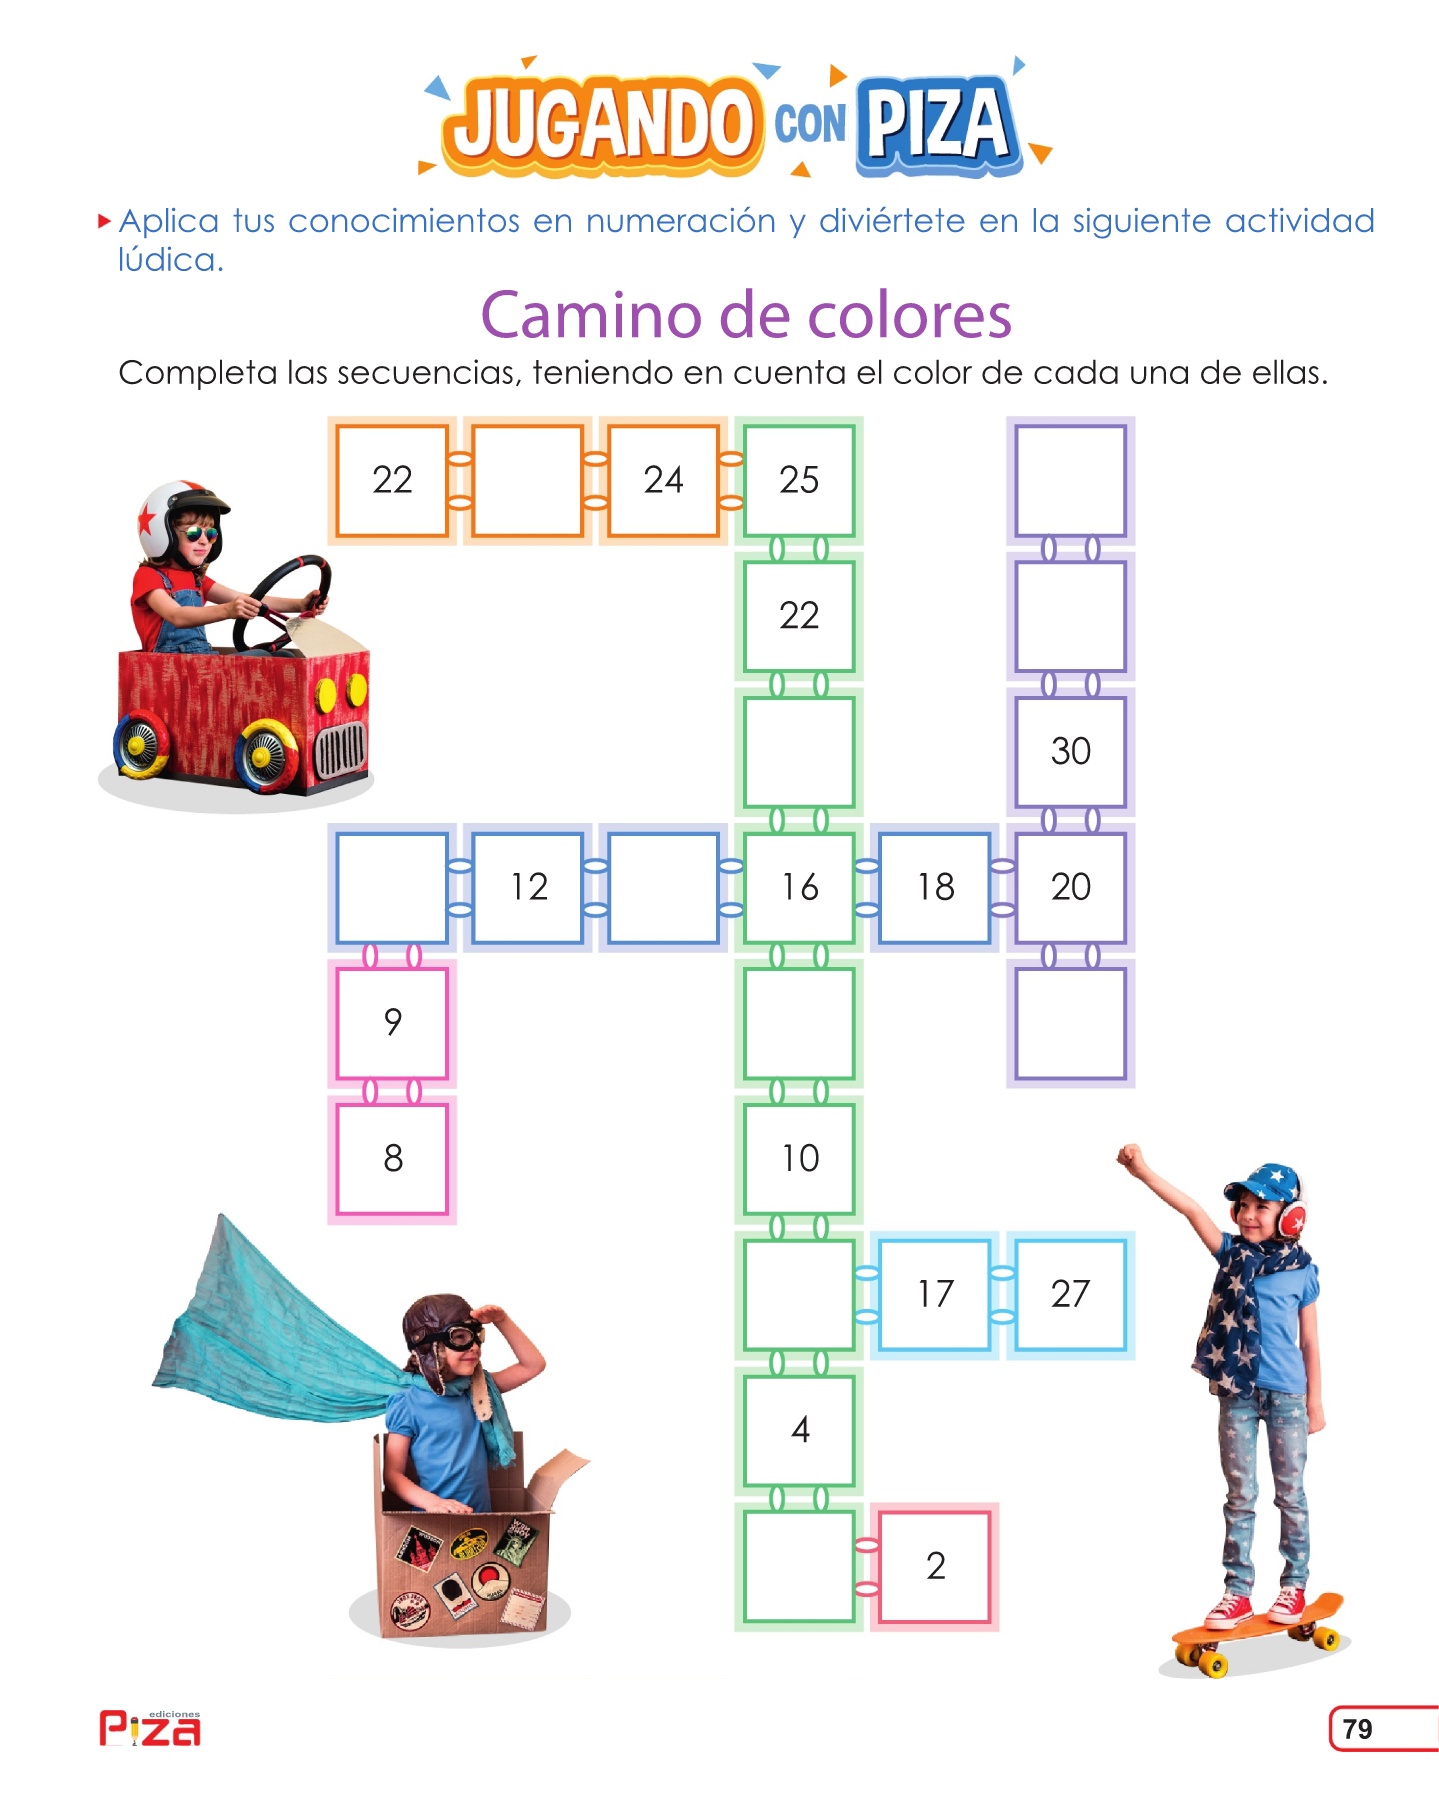 JUGANDO CON PIZA
Aplica tus conocimientos en numeración y diviértete en la siguiente actividad
lúdica.
Camino de colores
Completa las secuencias, teniendo en cuenta el color de cada una de ellas.
22 24 25
22
30
12 16 18 20
9
8 10
17 27
4
2
ediciones
Piza
79